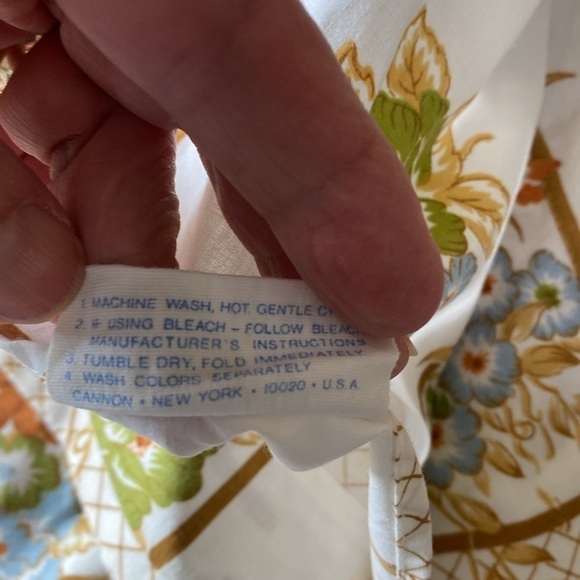 1. MACHINE WASH, HOT GENTLE
2. IF USING BLEACH - FOLLOW
MANUFACTURER'S INSTRUCTIONS
3. TUMBLE DRY, FOLD IMMEDIATELY
4. WASH COLORS SEPARATELY
CANNON • NEW YORK • 10020 • U.S.A.